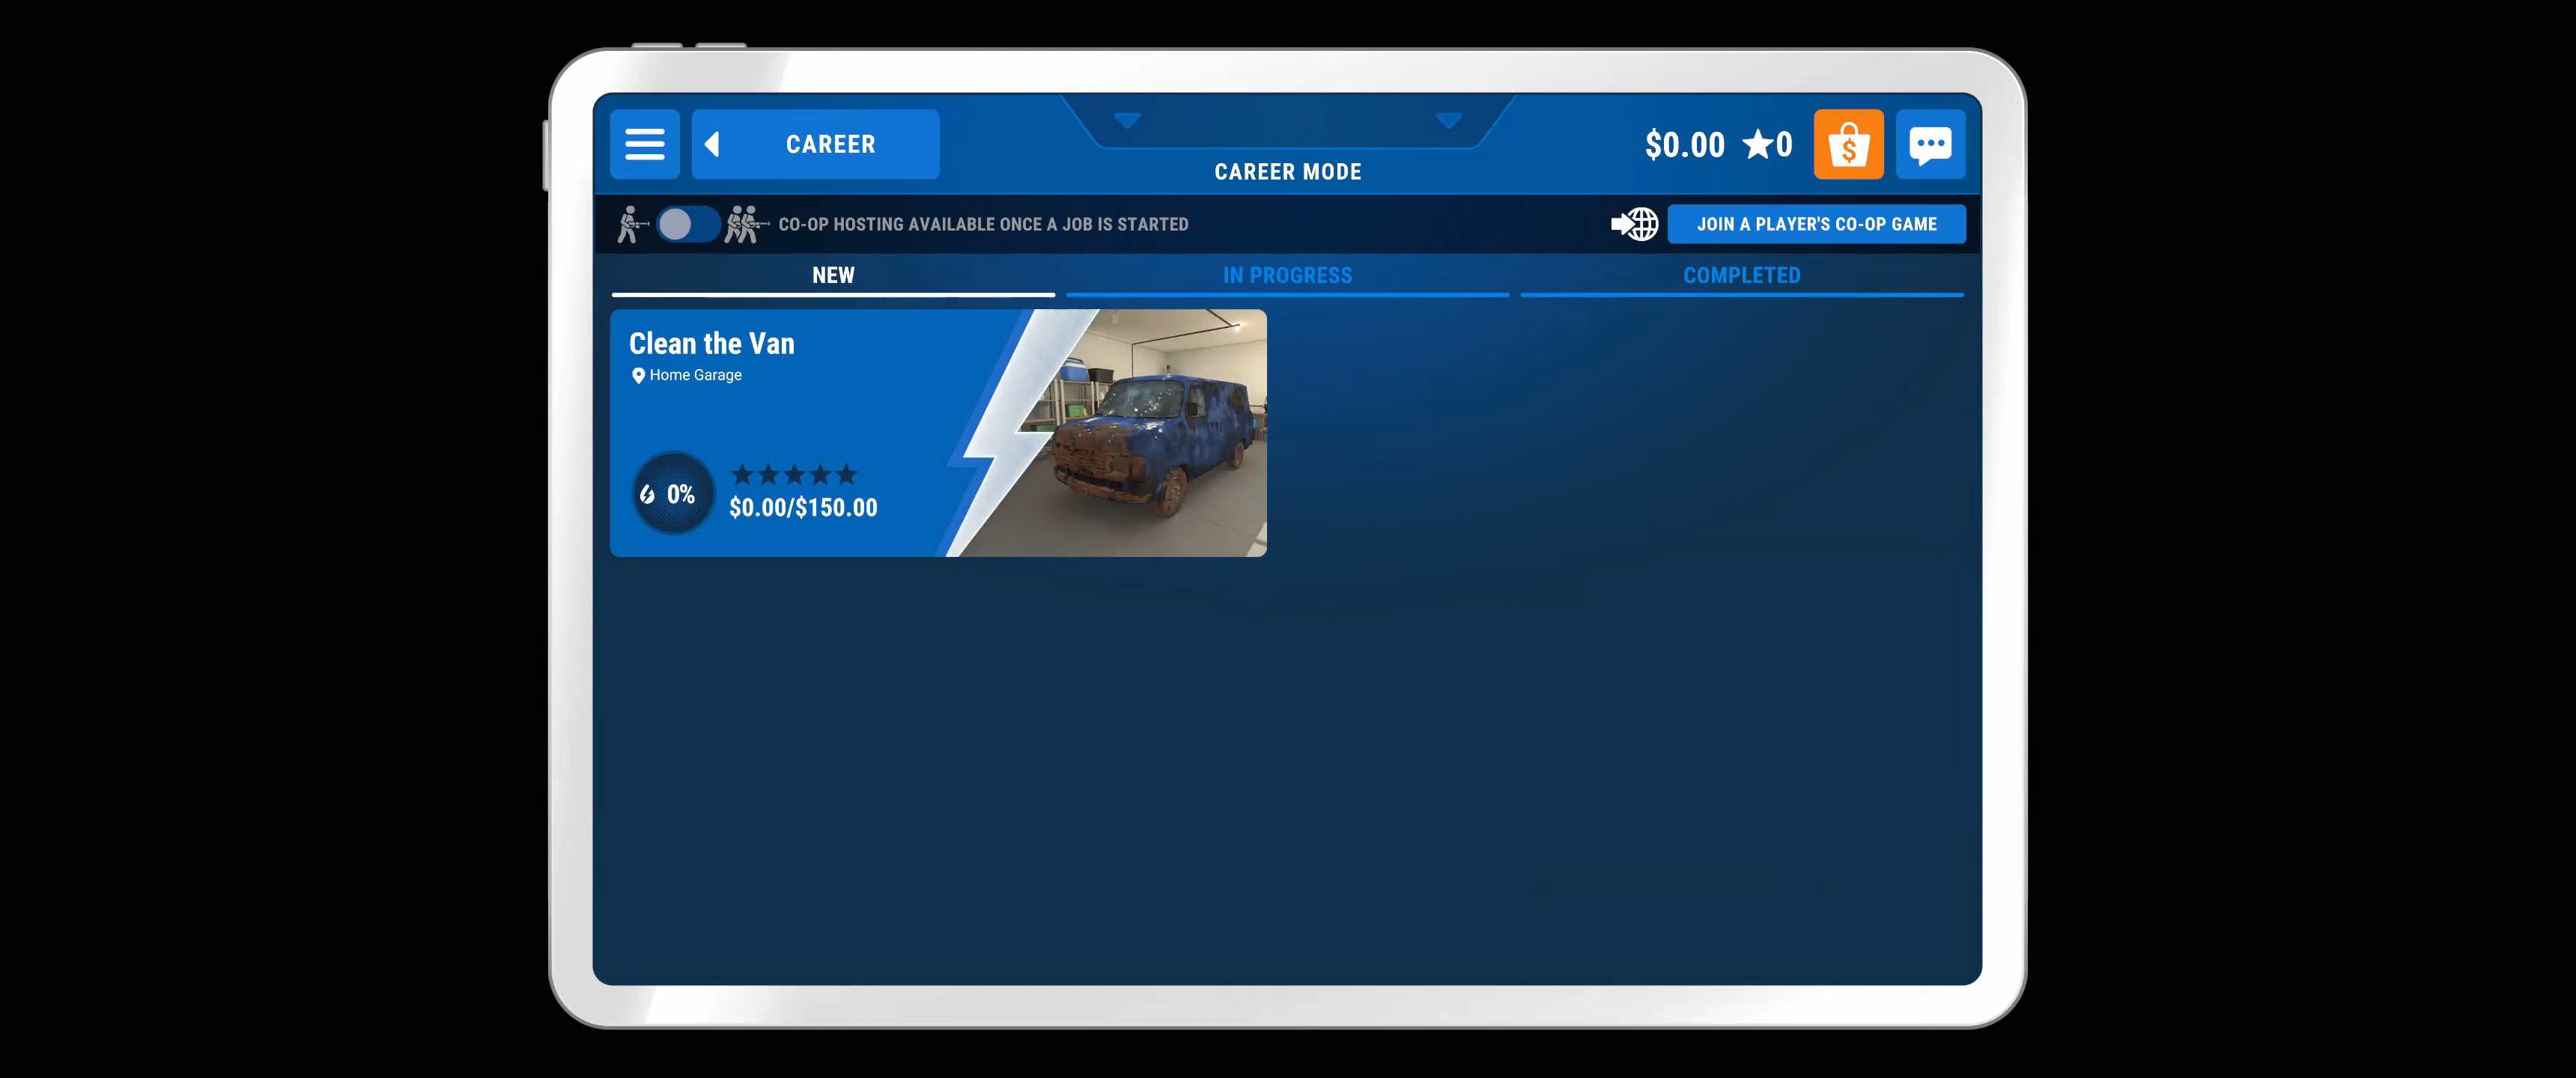 CAREER
CAREER MODE
$0.00 ★0
$
CO-OP HOSTING AVAILABLE ONCE A JOB IS STARTED
JOIN A PLAYER'S CO-OP GAME
NEW
IN PROGRESS
COMPLETED
Clean the Van
Home Garage
0%
$0.00/$150.00